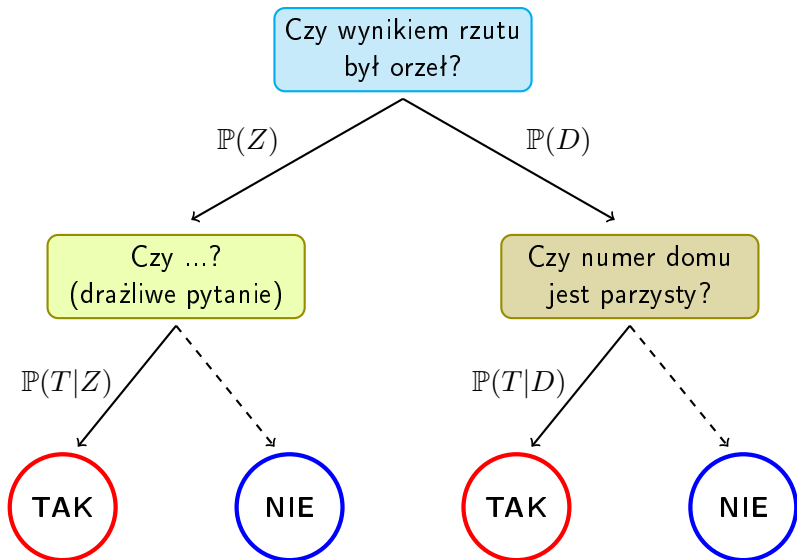 Czy wynikiem rzutu
był orzeł?
ℙ(Z)
ℙ(D)
Czy ...?
(drażliwe pytanie)
Czy numer domu
jest parzysty?
ℙ(T|Z)
ℙ(T|D)
TAK
NIE
TAK
NIE